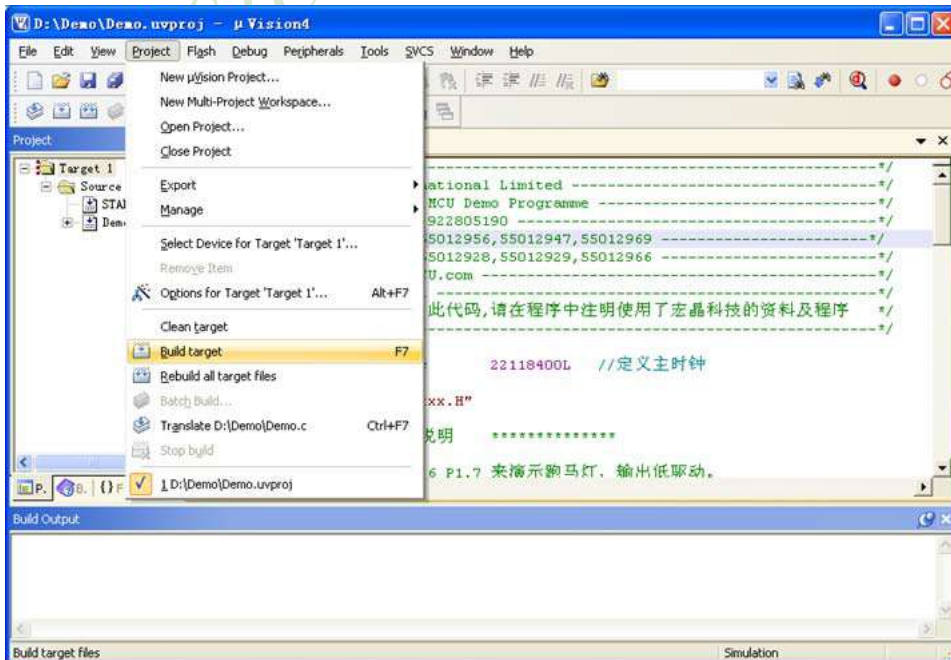 D:\Demo\Demo.uvproj - µVision4
File Edit View Project Flash Debug Peripherals Tools SVCS Window Help
Project
Target 1
Source
STA
Dem
P. B. {} F
New µVision Project...
New Multi-Project Workspace...
Open Project...
Close Project
Export
Manage
Select Device for Target 'Target 1'...
Remove Item
Options for Target 'Target 1'... Alt+F7
Clean target
Build target F7
Rebuild all target files
Batch Build...
Translate D:\Demo\Demo.c Ctrl+F7
Stop build
1 D:\Demo\Demo.uvproj
---*/
ational Limited ---*/
MCU Demo Programme ---*/
922805190 ---*/
5012956,55012947,55012969 ---*/
5012928,55012929,55012966 ---*/
U.com ---*/
---*/
此代码,请在程序中注明使用了宏晶科技的资料及程序 */
---*/
22118400L //定义主时钟
xx.H"
说明 **************
6 P1.7 来演示跑马灯, 输出低驱动。
Build Output
Build target files Simulation